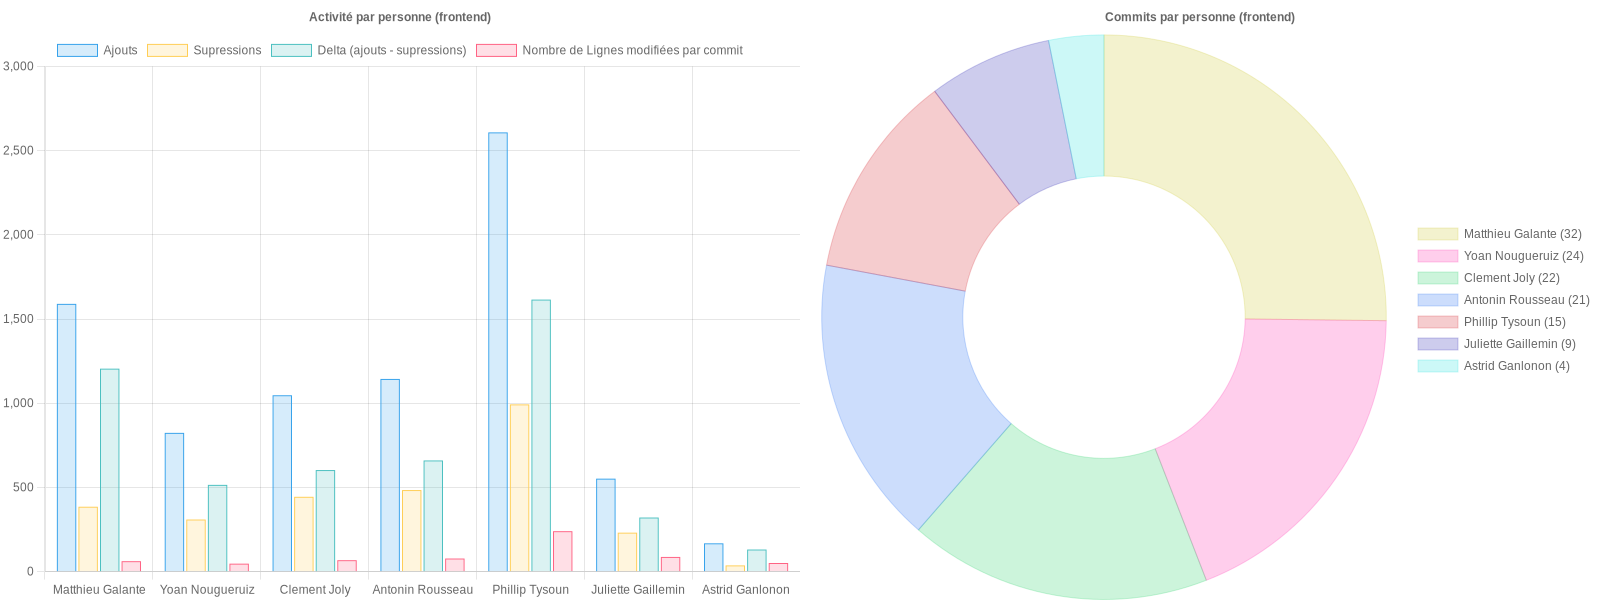 Activité par personne (frontend)
Ajouts Supressions Delta (ajouts - supressions) Nombre de Lignes modifiées par commit
3,000
2,500
2,000
1,500
1,000
500
0
Matthieu Galante Yoan Nougueruiz Clement Joly Antonin Rousseau Phillip Tysoun Juliette Gaillemin Astrid Ganlonon
Commits par personne (frontend)
Matthieu Galante (32)
Yoan Nougueruiz (24)
Clement Joly (22)
Antonin Rousseau (21)
Phillip Tysoun (15)
Juliette Gaillemin (9)
Astrid Ganlonon (4)